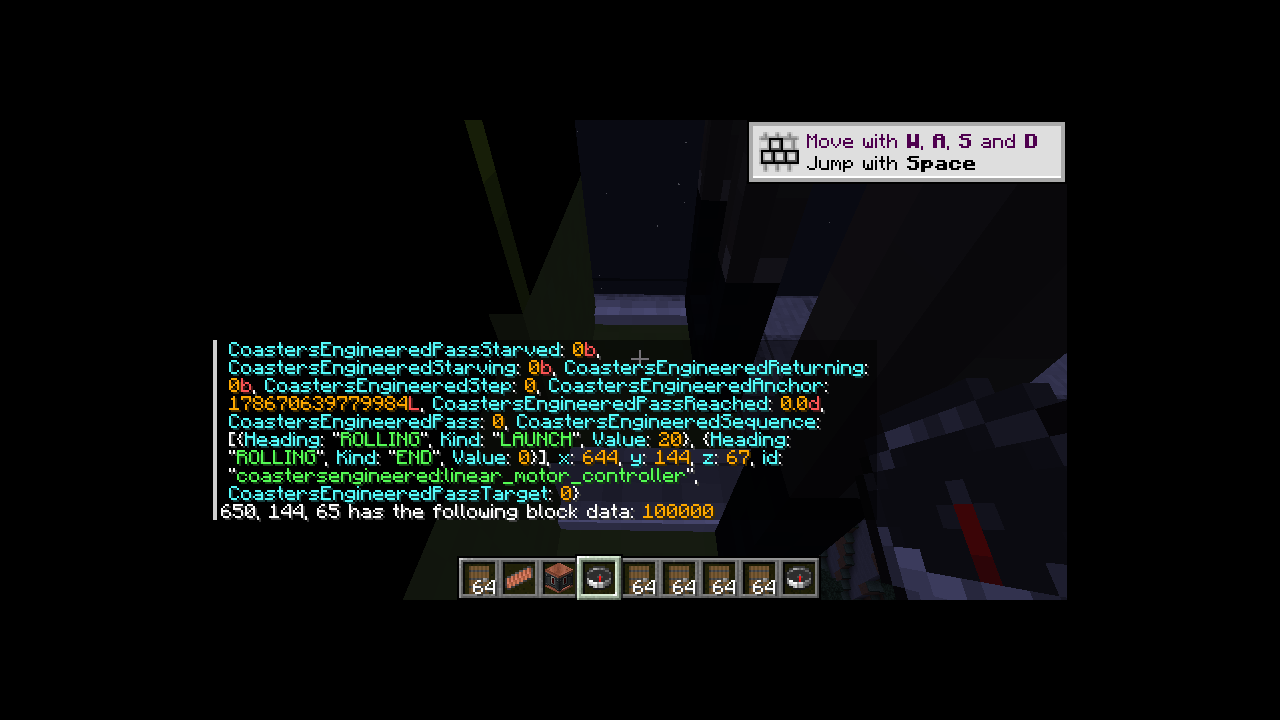 Move with W, A, S and D
Jump with Space
CoastersEngineeredPassStarved: 0b,
CoastersEngineeredStarving: 0b, CoastersEngineeredReturning:
0b, CoastersEngineeredStep: 0, CoastersEngineeredAnchor:
178670639779984L, CoastersEngineeredPassReached: 0.0d,
CoastersEngineeredPass: 0, CoastersEngineeredSequence:
[{Heading: "ROLLING", Kind: "LAUNCH", Value: 20}, {Heading:
"ROLLING", Kind: "END", Value: 0}], x: 644, y: 144, z: 67, id:
"coastersengineered:linear_motor_controller",
CoastersEngineeredPassTarget: 0}
650, 144, 65 has the following block data: 100000
64 64 64 64 64